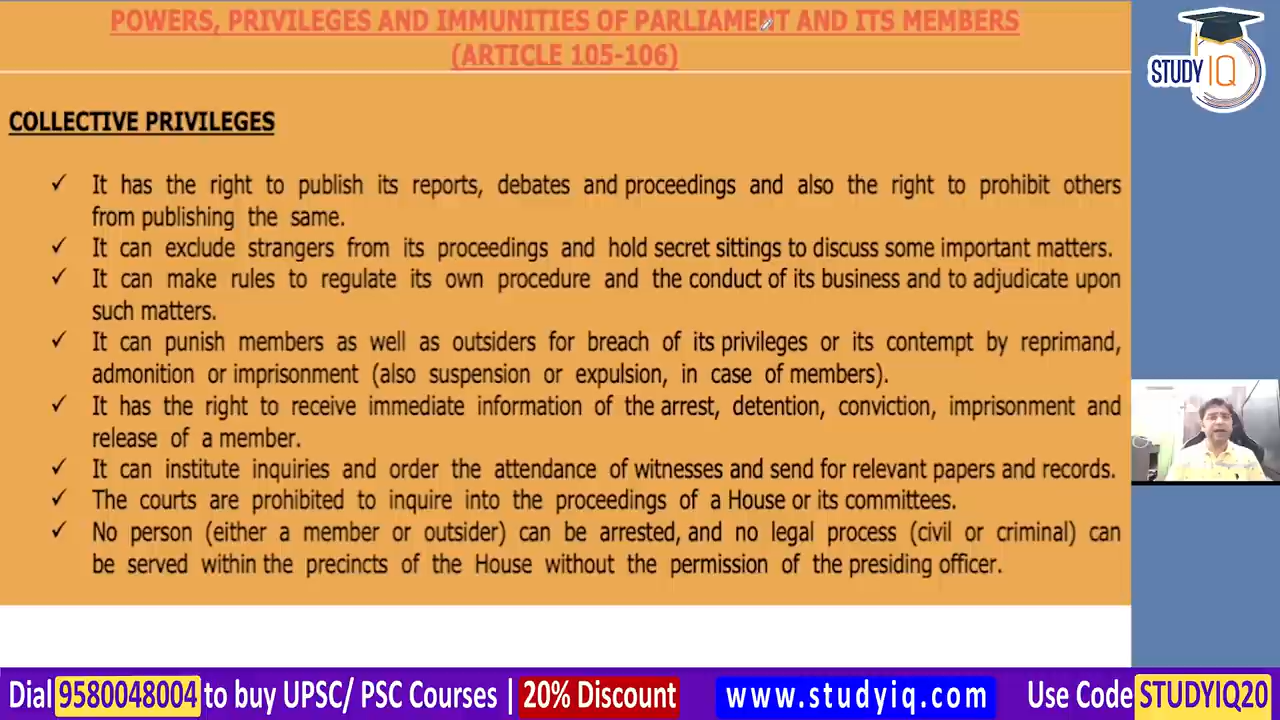 POWERS, PRIVILEGES AND IMMUNITIES OF PARLIAMENT AND ITS MEMBERS
(ARTICLE 105-106)
STUDY IQ
COLLECTIVE PRIVILEGES
✓ It has the right to publish its reports, debates and proceedings and also the right to prohibit others
from publishing the same.
✓ It can exclude strangers from its proceedings and hold secret sittings to discuss some important matters.
✓ It can make rules to regulate its own procedure and the conduct of its business and to adjudicate upon
such matters.
✓ It can punish members as well as outsiders for breach of its privileges or its contempt by reprimand,
admonition or imprisonment (also suspension or expulsion, in case of members).
✓ It has the right to receive immediate information of the arrest, detention, conviction, imprisonment and
release of a member.
✓ It can institute inquiries and order the attendance of witnesses and send for relevant papers and records.
✓ The courts are prohibited to inquire into the proceedings of a House or its committees.
✓ No person (either a member or outsider) can be arrested, and no legal process (civil or criminal) can
be served within the precincts of the House without the permission of the presiding officer.
Dial 9580048004 to buy UPSC/ PSC Courses | 20% Discount www.studyiq.com Use Code STUDYIQ20